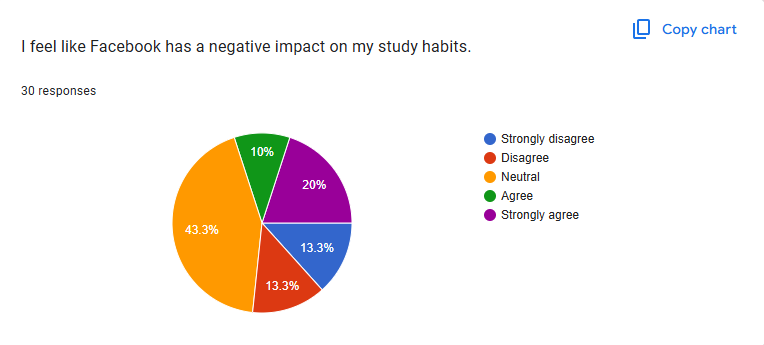 Copy chart
I feel like Facebook has a negative impact on my study habits.
30 responses
10%
20%
43.3%
13.3%
13.3%
Strongly disagree
Disagree
Neutral
Agree
Strongly agree